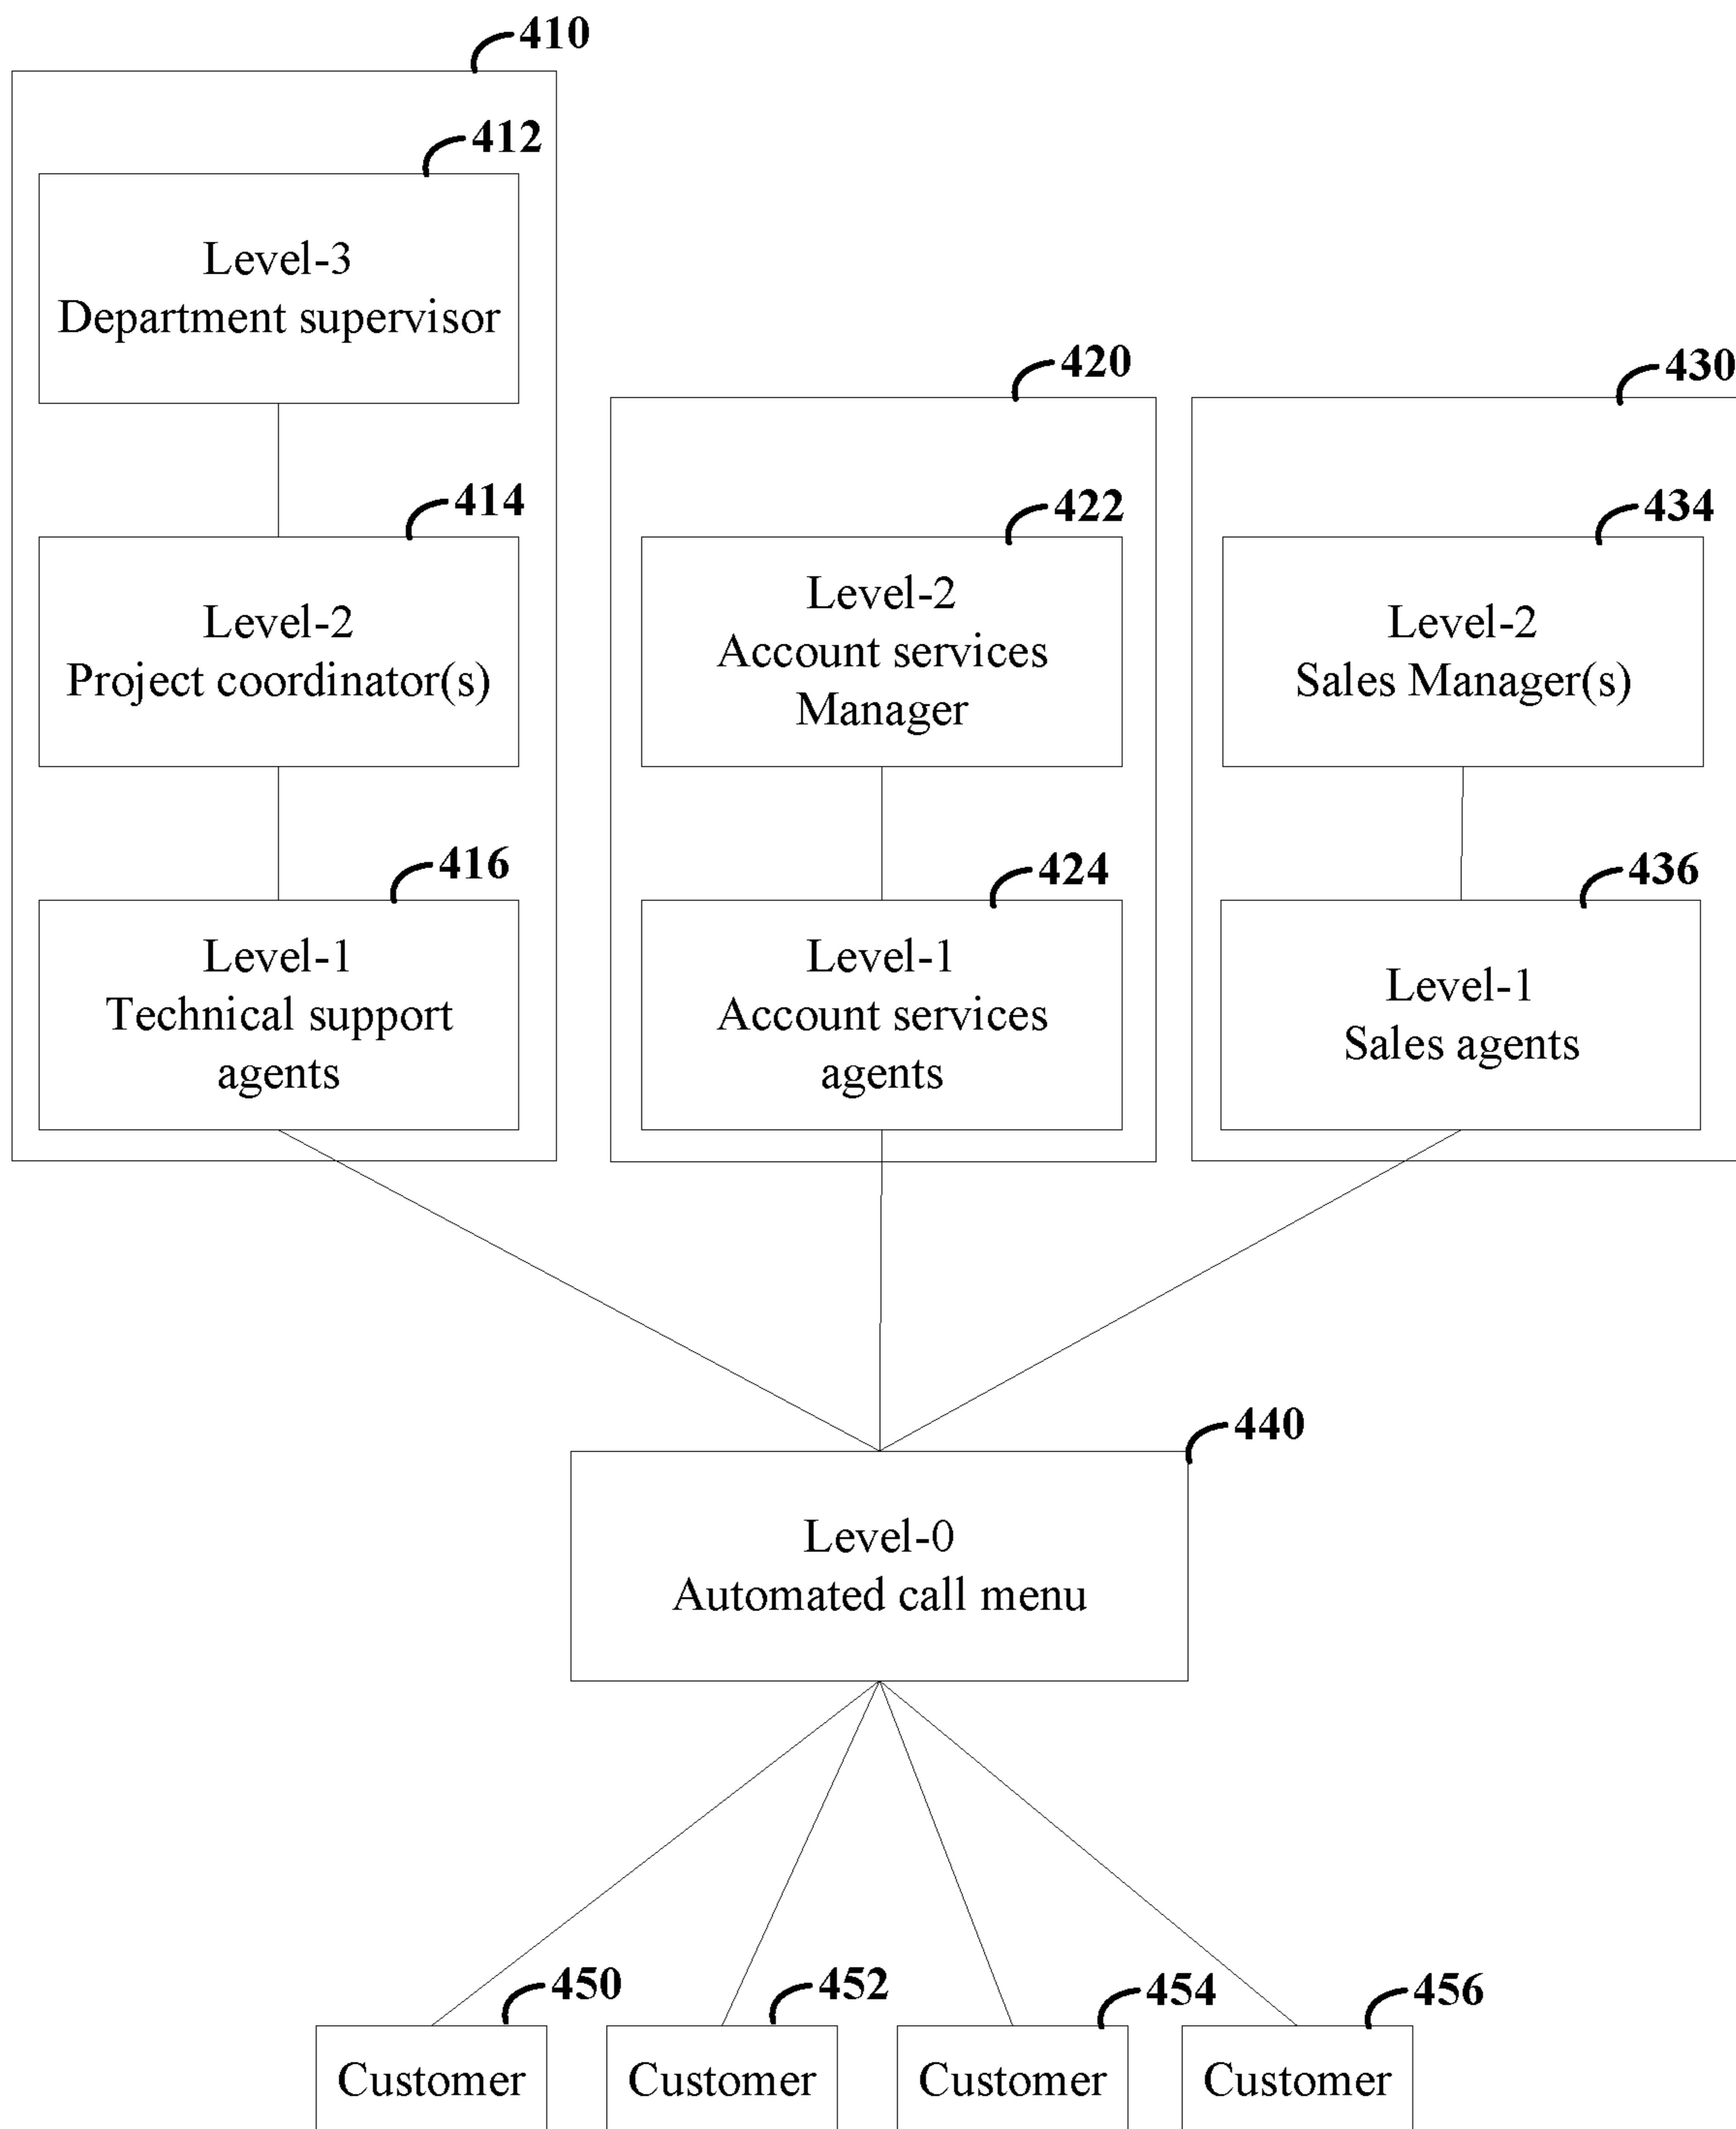 410
412
Level-3
Department supervisor
420
430
414
Level-2
Project coordinator(s)
422
Level-2
Account services
Manager
434
Level-2
Sales Manager(s)
416
Level-1
Technical support
agents
424
Level-1
Account services
agents
436
Level-1
Sales agents
440
Level-0
Automated call menu
450
452
454
456
Customer
Customer
Customer
Customer